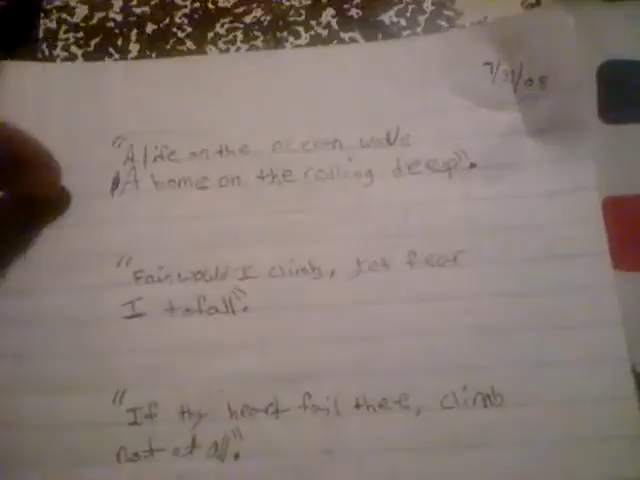 7/31/08
"A life on the ocean wave
A home on the rolling deep".
"Fain would I climb, yet fear
I to fall".
"If thy heart fail thee, climb
not at all".